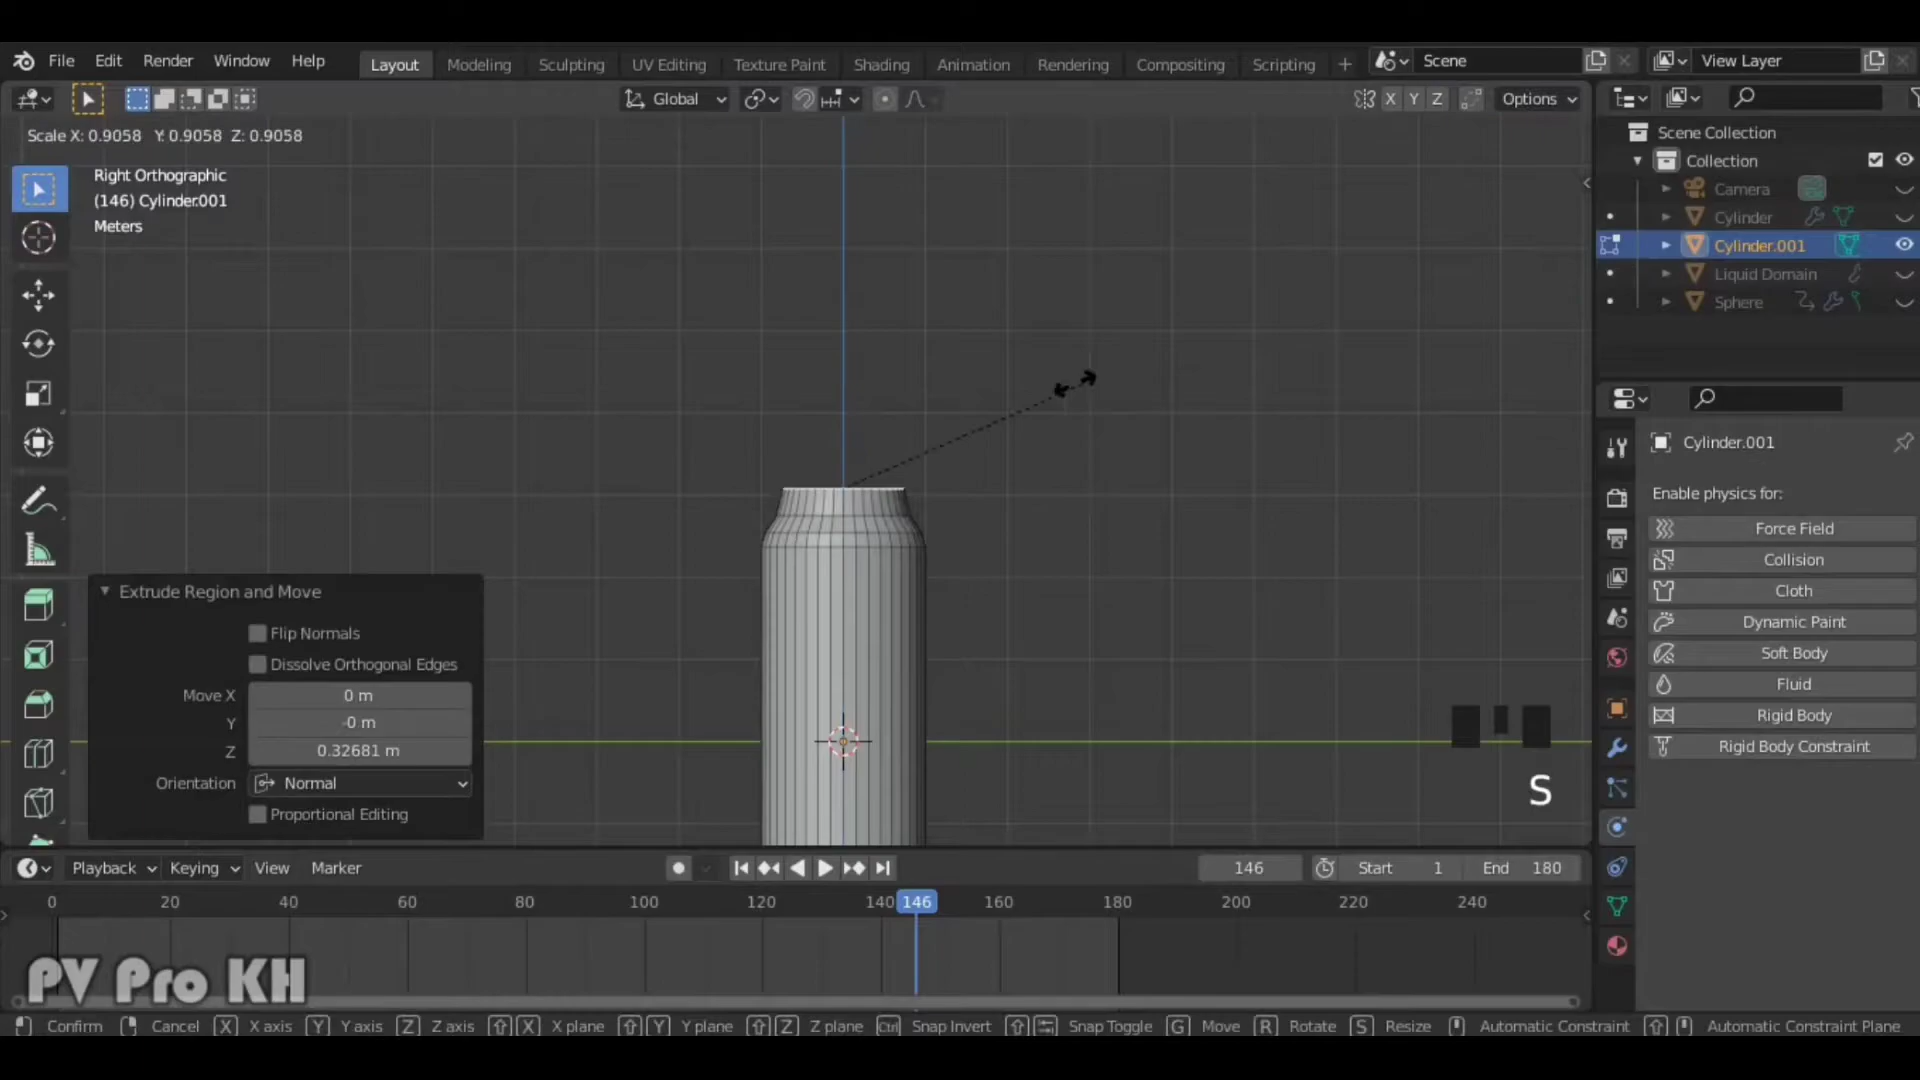 File Edit Render Window Help Layout Modeling Sculpting UV Editing Texture Paint Shading Animation Rendering Compositing Scripting + Scene View Layer
Global X Y Z Options
Scale X: 0.9058 Y: 0.9058 Z: 0.9058
Right Orthographic
(146) Cylinder.001
Meters
Scene Collection
Collection
Camera
Cylinder
Cylinder.001
Liquid Domain
Sphere
Cylinder.001
Enable physics for:
Force Field
Collision
Cloth
Dynamic Paint
Soft Body
Fluid
Rigid Body
Rigid Body Constraint
Extrude Region and Move
Flip Normals
Dissolve Orthogonal Edges
Move X 0 m
Y -0 m
Z 0.32681 m
Orientation Normal
Proportional Editing
S
Playback Keying View Marker 146 Start 1 End 180
0 20 40 60 80 100 120 140 146 160 180 200 220 240
PV Pro KH
Confirm Cancel X X axis Y Y axis Z Z axis X X plane Y Y plane Z Z plane Ctrl Snap Invert Snap Toggle G Move R Rotate S Resize Automatic Constraint Automatic Constraint Plane